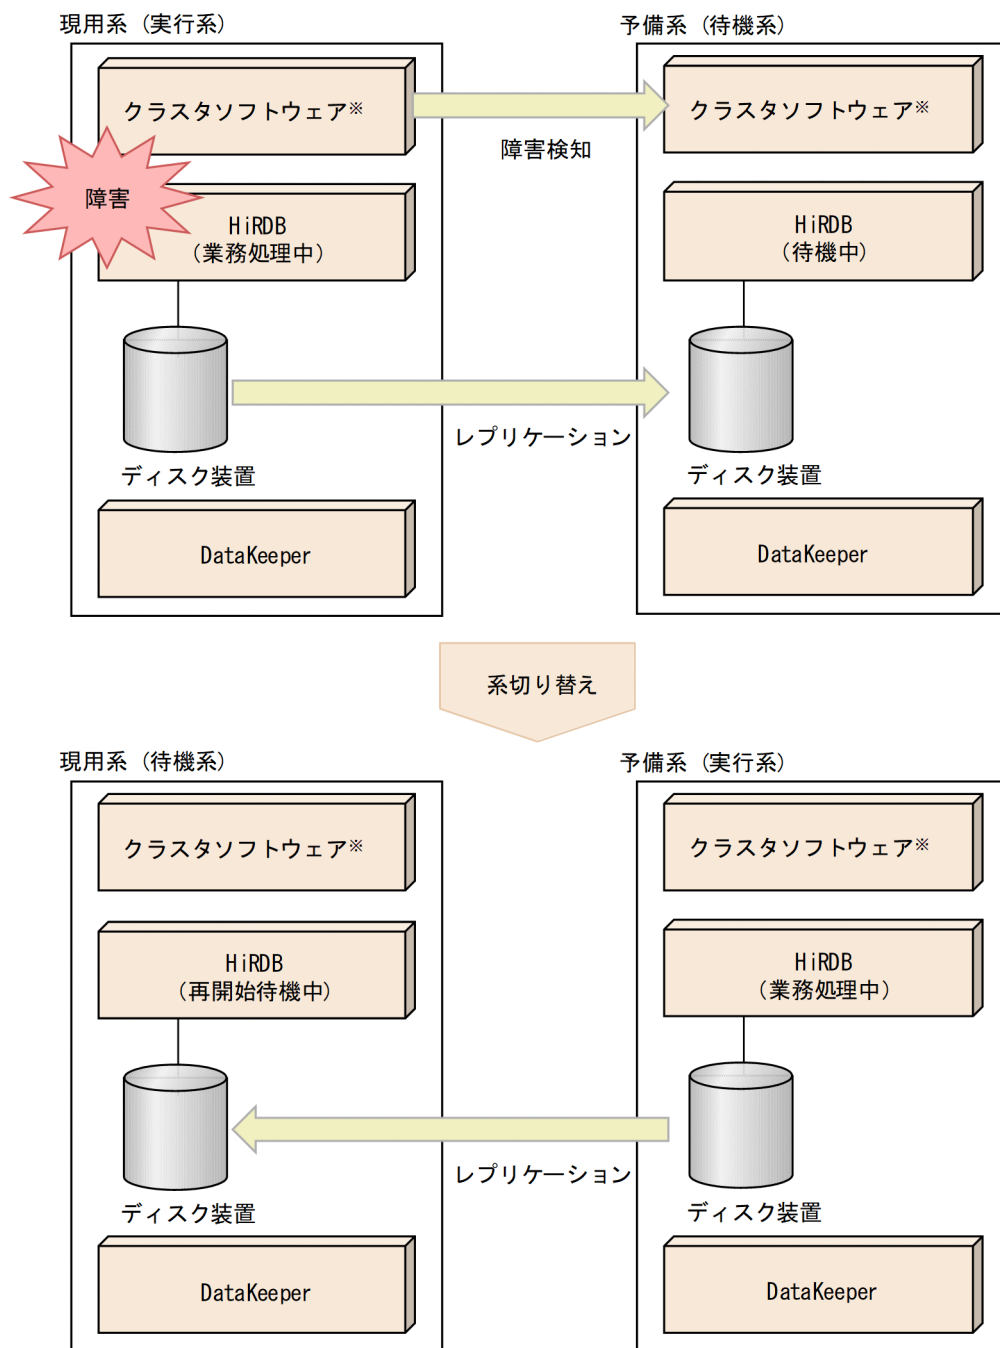 現用系（実行系）
予備系（待機系）
クラスタソフトウェア※
クラスタソフトウェア※
障害検知
障害
HiRDB
（業務処理中）
HiRDB
（待機中）
レプリケーション
ディスク装置
ディスク装置
DataKeeper
DataKeeper
系切り替え
現用系（待機系）
予備系（実行系）
クラスタソフトウェア※
クラスタソフトウェア※
HiRDB
（再開始待機中）
HiRDB
（業務処理中）
レプリケーション
ディスク装置
ディスク装置
DataKeeper
DataKeeper